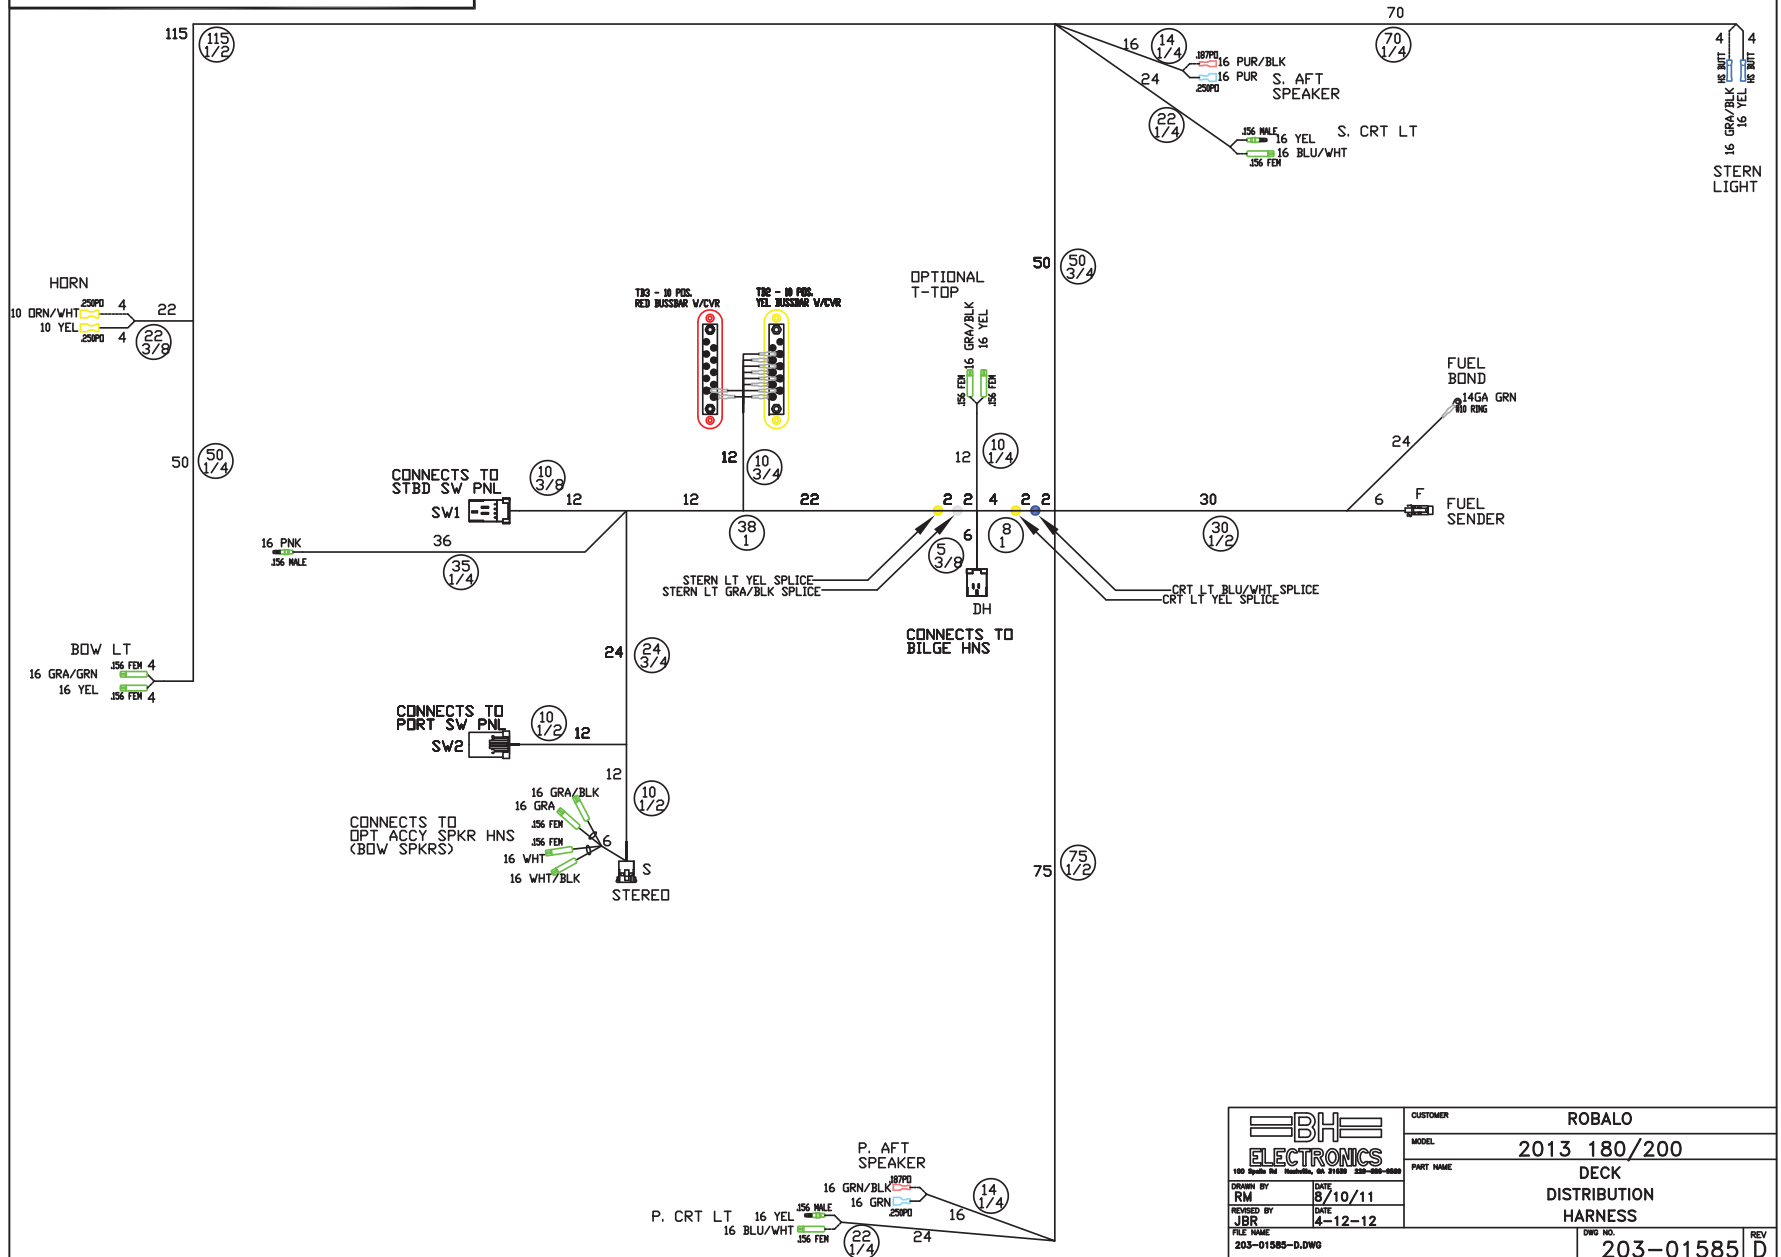 115
115
1/2
70
70
1/4
16
14
1/4
.187PD
16 PUR/BLK
16 PUR
.250PD
S. AFT
SPEAKER
24
22
1/4
.156 MALE
16 YEL
16 BLU/WHT
.156 FEM
S. CRT LT
4
4
HS BUTT
HS BUTT
16 GRA/BLK
16 YEL
STERN
LIGHT
50
50
3/4
HORN
10 ORN/WHT
.250PD
4
22
10 YEL
.250PD
4
22
3/8
TB3 - 10 POS.
RED BUSSBAR W/CVR
TB2 - 10 POS.
YEL BUSSBAR W/CVR
OPTIONAL
T-TOP
16 GRA/BLK
16 YEL
.156 FEM
.156 FEM
FUEL
BOND
14GA GRN
#10 RING
24
50
50
1/4
CONNECTS TO
STBD SW PNL
SW1
10
3/8
12
12
12
10
3/4
22
38
1
12
10
1/4
2
2
4
2
2
30
30
1/2
6
F
FUEL
SENDER
16 PNK
.156 MALE
36
35
1/4
5
3/8
6
8
1
STERN LT YEL SPLICE
STERN LT GRA/BLK SPLICE
CRT LT BLU/WHT SPLICE
CRT LT YEL SPLICE
DH
CONNECTS TO
BILGE HNS
BOW LT
16 GRA/GRN
.156 FEM
4
16 YEL
.156 FEM
4
24
24
3/4
CONNECTS TO
PORT SW PNL
SW2
10
1/2
12
12
10
1/2
16 GRA/BLK
16 GRA
.156 FEM
CONNECTS TO
OPT ACCY SPKR HNS
(BOW SPKRS)
.156 FEM
6
16 WHT
16 WHT/BLK
S
STEREO
75
75
1/2
P. AFT
SPEAKER
16 GRN/BLK
.187PD
16 GRN
.250PD
14
1/4
16
P. CRT LT
16 YEL
.156 MALE
16 BLU/WHT
.156 FEM
22
1/4
24
BH
ELECTRONICS
CUSTOMER
ROBALO
MODEL
2013 180/200
PART NAME
DECK
DISTRIBUTION
HARNESS
DRAWN BY
RM
DATE
8/10/11
REVISED BY
JBR
DATE
4-12-12
FILE NAME
203-01585-D.DWG
DWG NO.
203-01585
REV
D